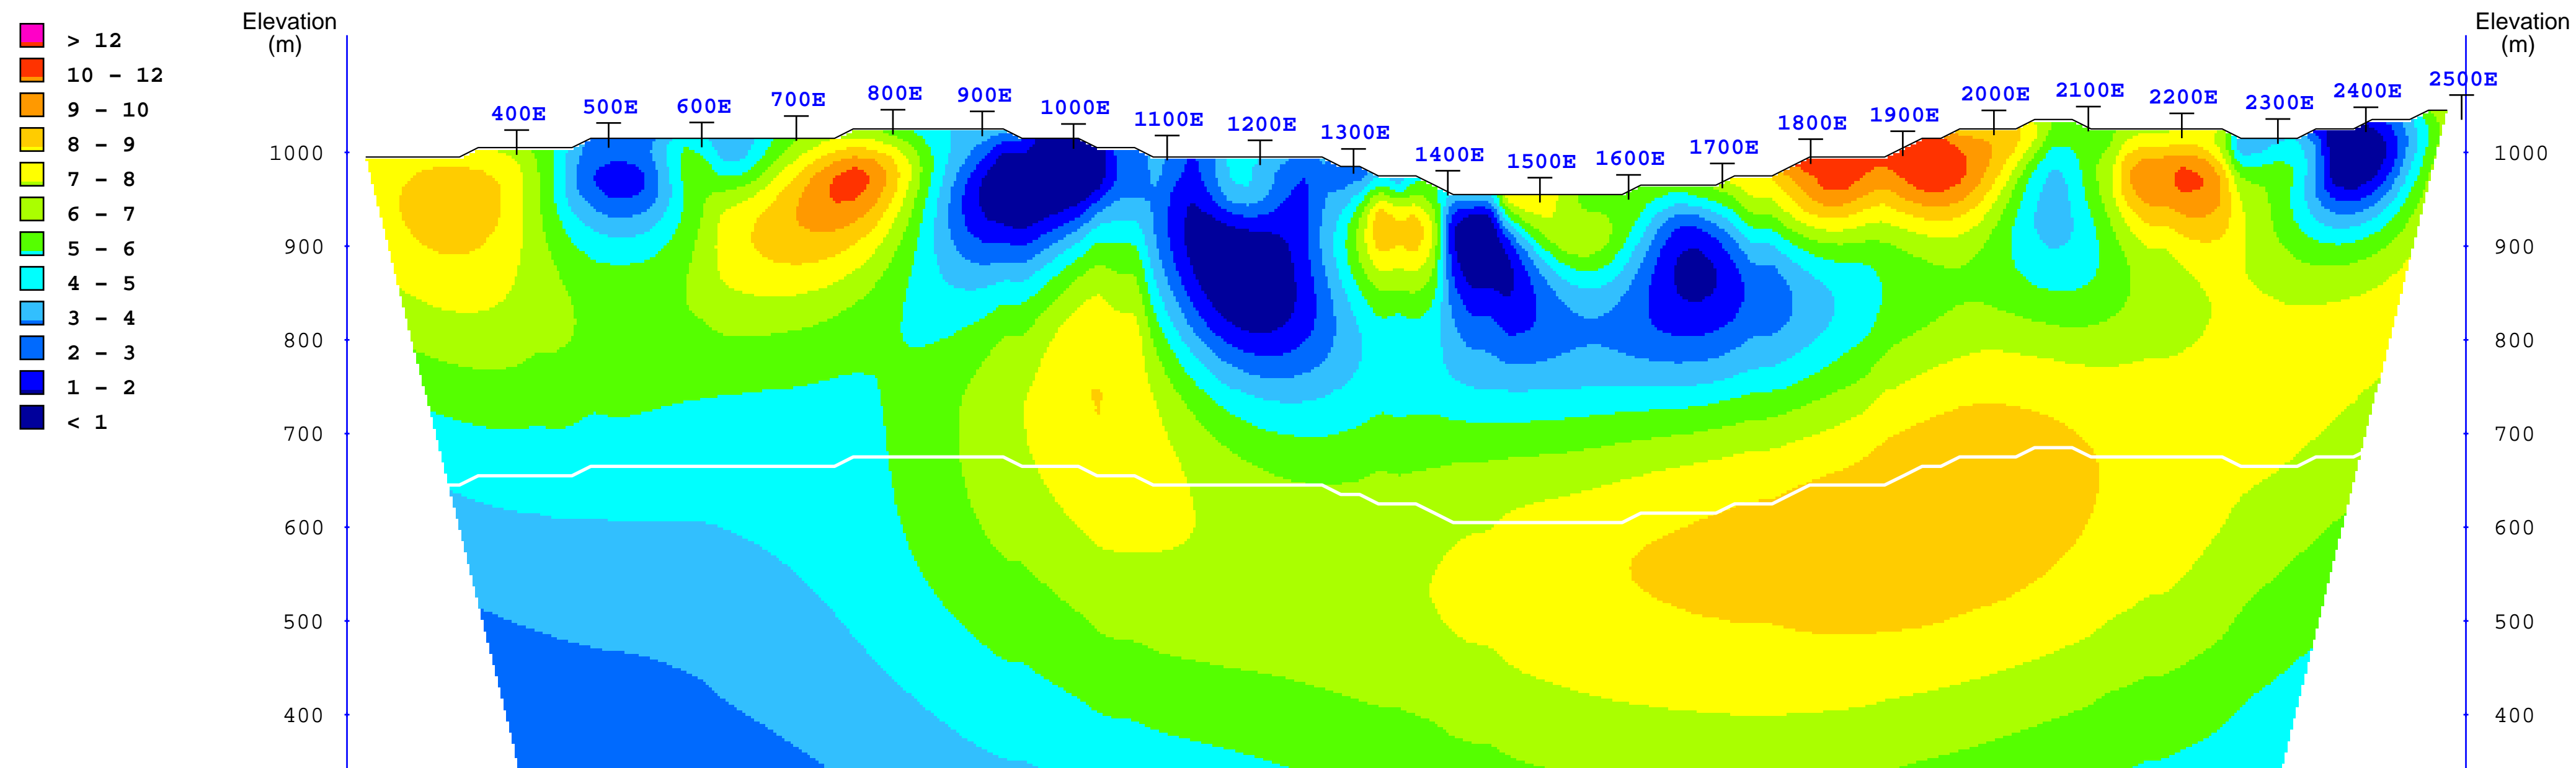 > 12
10 – 12
9 – 10
8 – 9
7 – 8
6 – 7
5 – 6
4 – 5
3 – 4
2 – 3
1 – 2
< 1
Elevation
(m)
1000
900
800
700
600
500
400
400E
500E
600E
700E
800E
900E
1000E
1100E
1200E
1300E
1400E
1500E
1600E
1700E
1800E
1900E
2000E
2100E
2200E
2300E
2400E
2500E
Elevation
(m)
1000
900
800
700
600
500
400